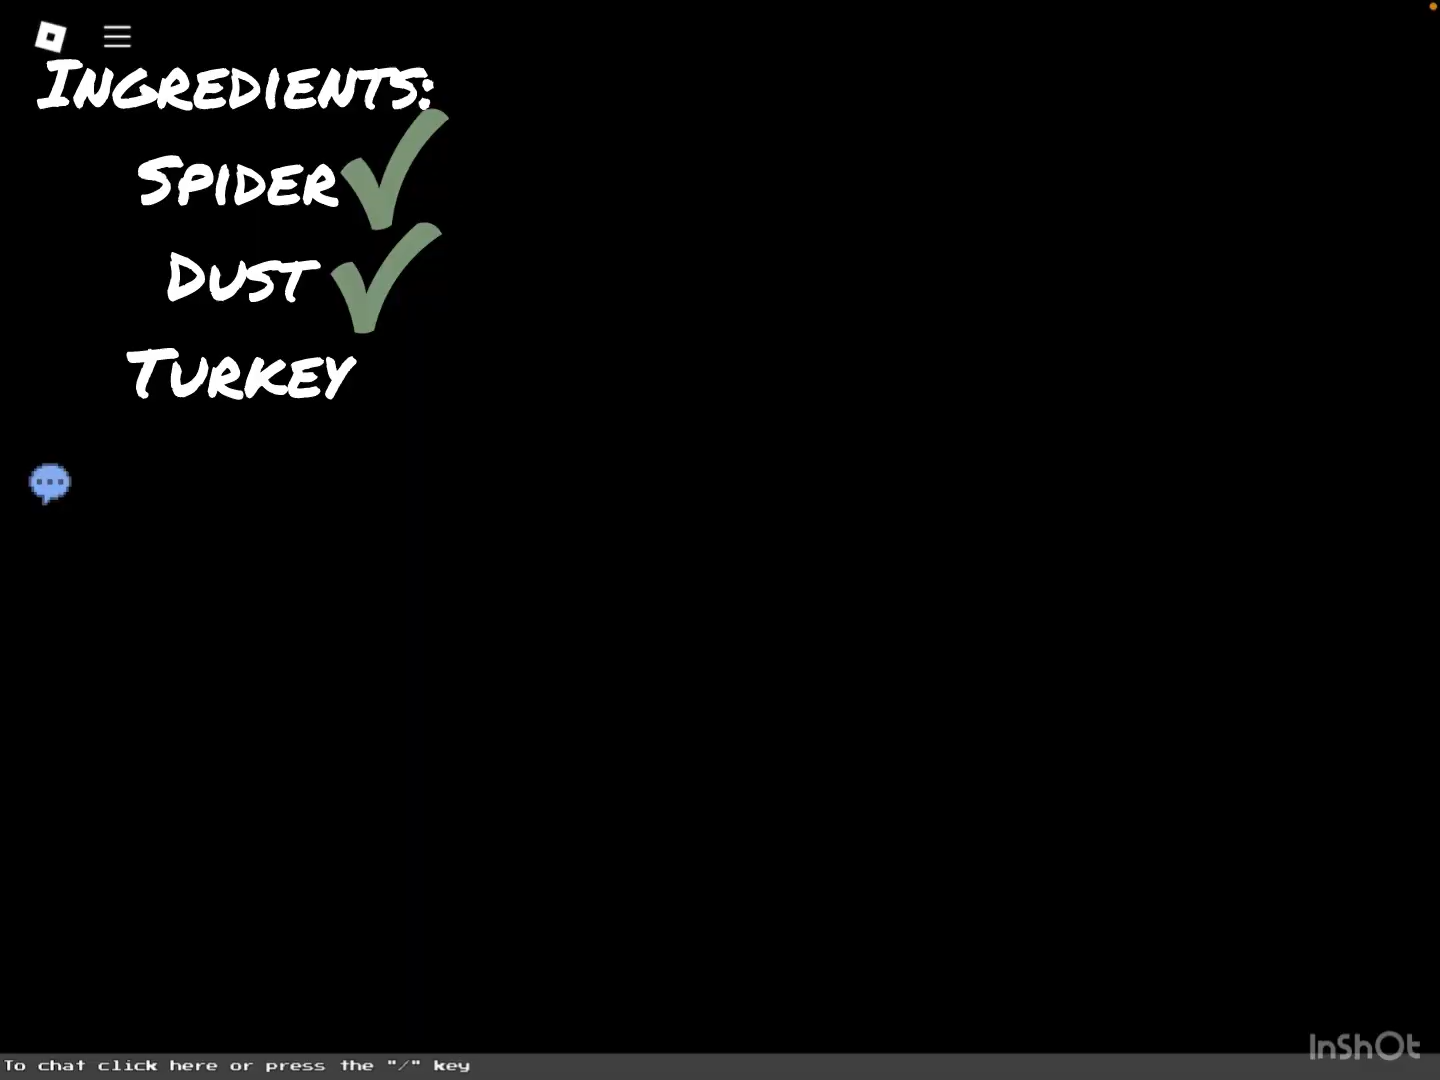 Ingredients:
Spider
Dust
Turkey
InShOt
To chat click here or press the "/" key